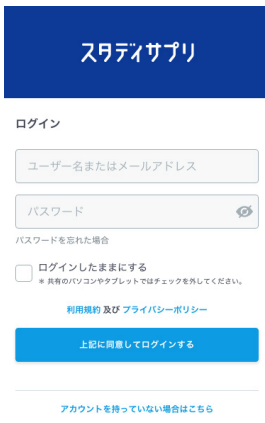 スタディサプリ
ログイン
ユーザー名またはメールアドレス
パスワード
パスワードを忘れた場合
ログインしたままにする
※ 共有のパソコンやタブレットではチェックを外してください。
利用規約 及び プライバシーポリシー
上記に同意してログインする
アカウントを持っていない場合はこちら